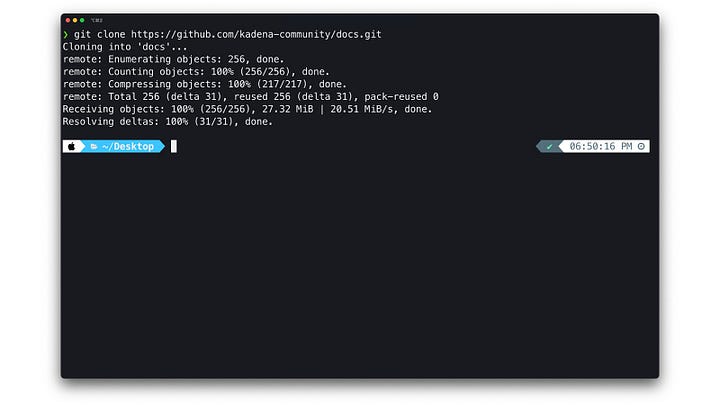 ⌥⌘2
❯ git clone https://github.com/kadena-community/docs.git
Cloning into 'docs'...
remote: Enumerating objects: 256, done.
remote: Counting objects: 100% (256/256), done.
remote: Compressing objects: 100% (217/217), done.
remote: Total 256 (delta 31), reused 256 (delta 31), pack-reused 0
Receiving objects: 100% (256/256), 27.32 MiB | 20.51 MiB/s, done.
Resolving deltas: 100% (31/31), done.
~/Desktop ✔ 06:50:16 PM